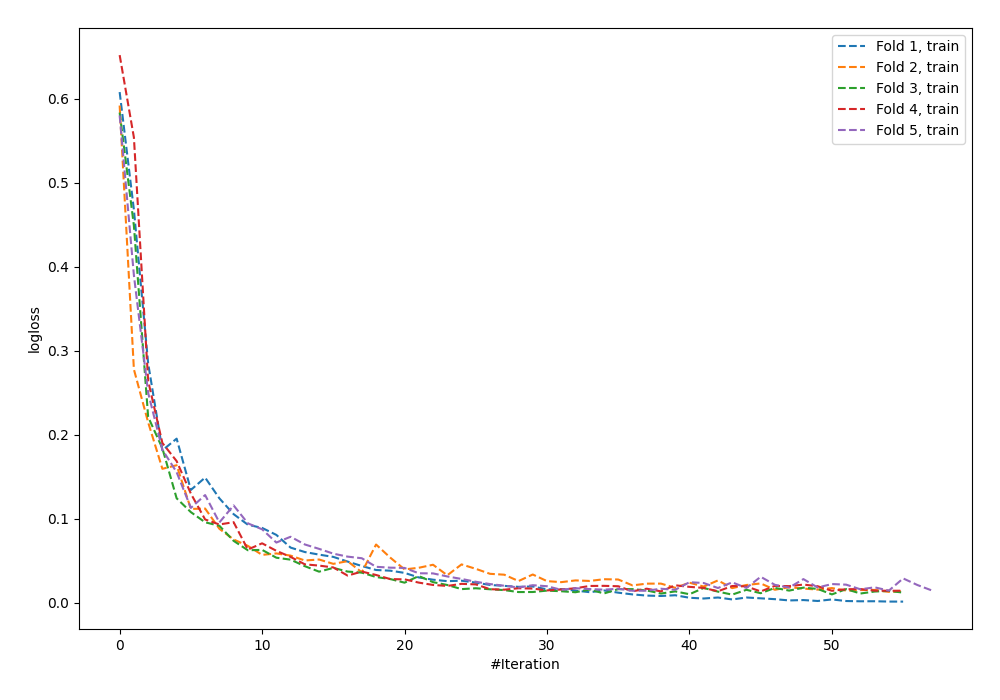 Fold 1, train
Fold 2, train
Fold 3, train
Fold 4, train
Fold 5, train
logloss
0.6
0.5
0.4
0.3
0.2
0.1
0.0
0 10 20 30 40 50
#Iteration